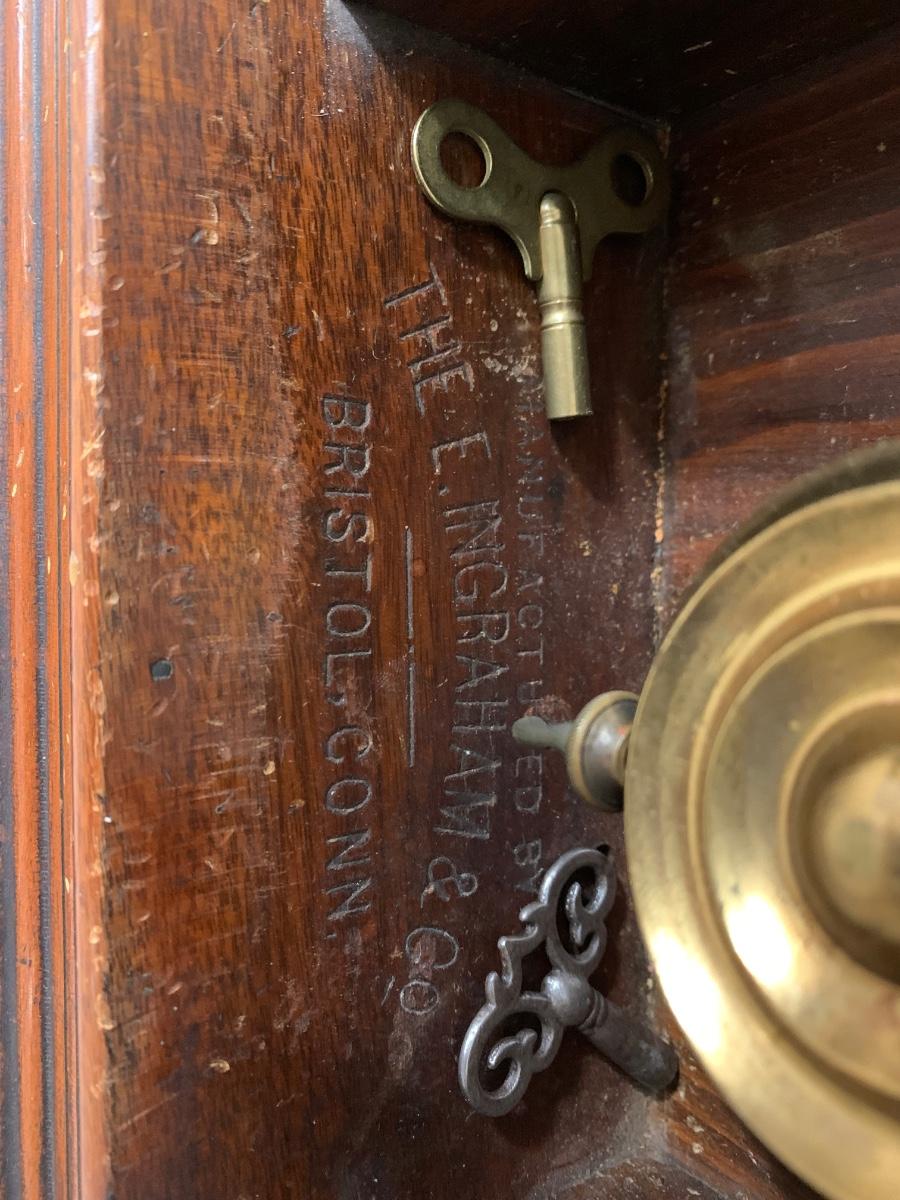 MANUFACTURED BY
THE E. INGRAHAM & CO
BRISTOL, CONN.